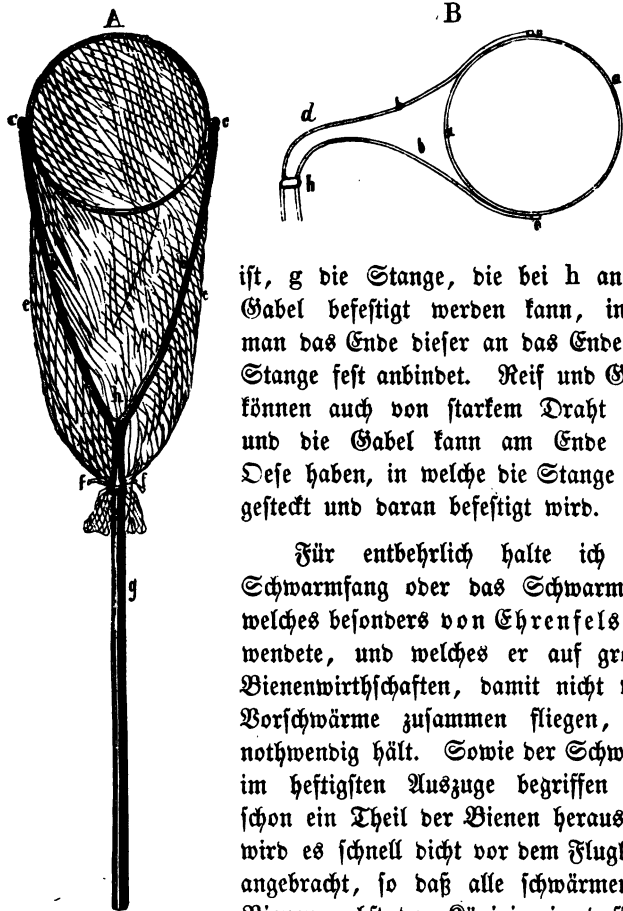 A
B
c
c
a
a
b
b
d
h
e
e
e
h
f
f
g
iſt, g die Stange, die bei h an
Gabel befeſtigt werden kann, in
man das Ende dieſer an das Ende
Stange feſt anbindet. Reif und G
können auch von ſtarkem Draht
und die Gabel kann am Ende
Oeſe haben, in welche die Stange
geſteckt und daran befeſtigt wird.
Für entbehrlich halte ich
Schwarmfang oder das Schwarm
welches beſonders von Ehrenfels
wendete, und welches er auf gr
Bienenwirthſchaften, damit nicht
Vorſchwärme zuſammen fliegen,
nothwendig hält. Sowie der Schw
im heftigſten Auszuge begriffen
ſchon ein Theil der Bienen heraus
wird es ſchnell dicht vor dem Flug
angebracht, ſo daß alle ſchwärme